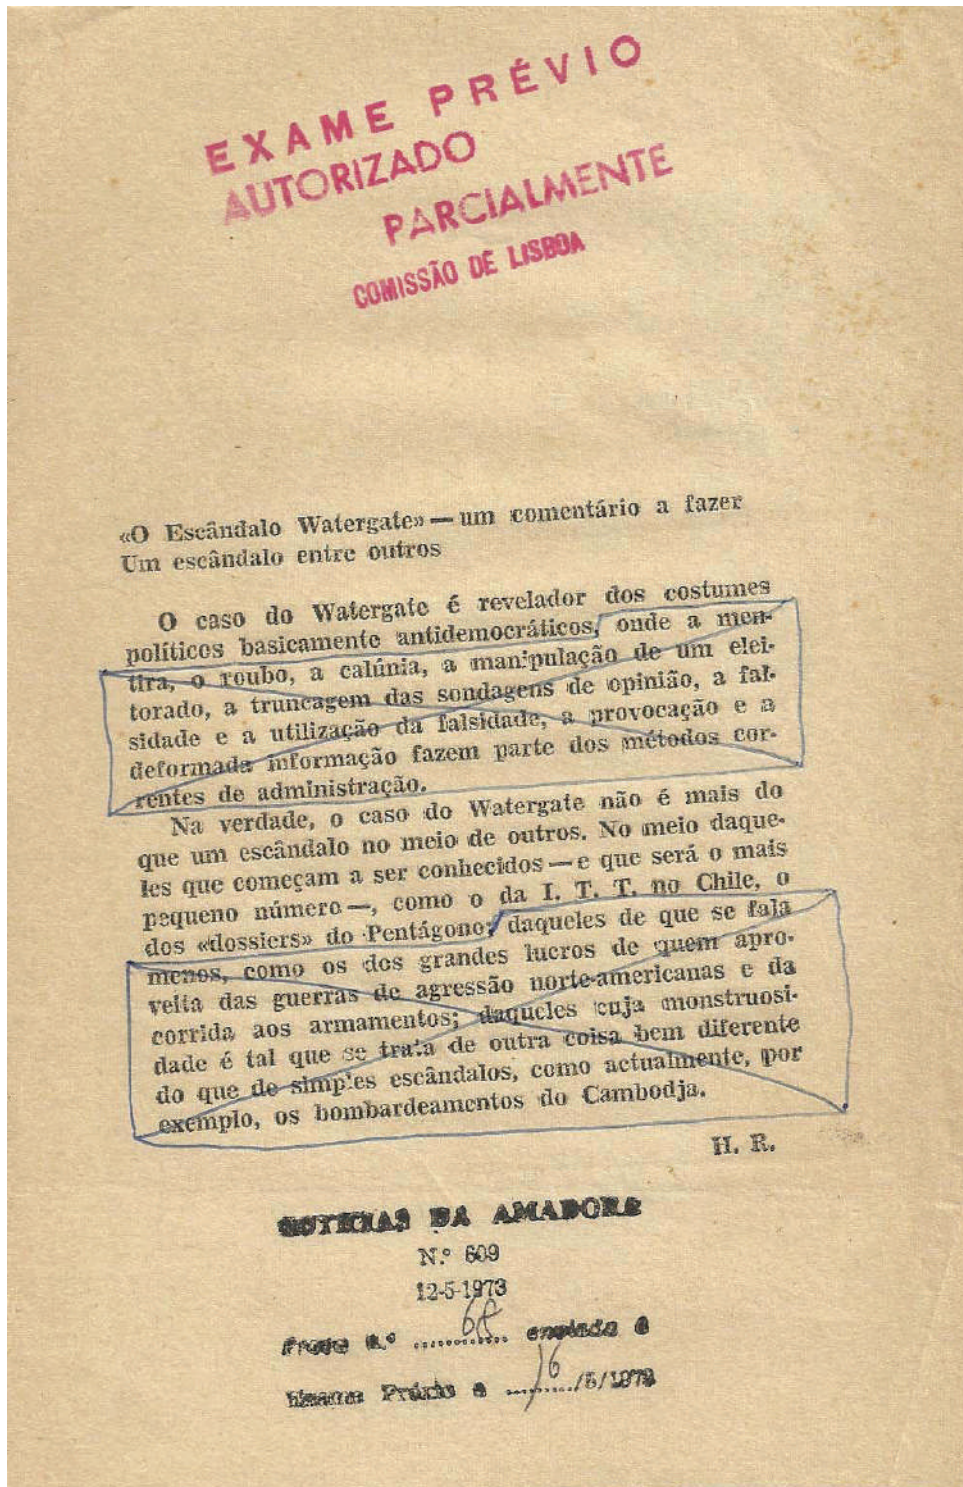 EXAME PRÉVIO
AUTORIZADO
PARCIALMENTE
COMISSÃO DE LISBOA
«O Escândalo Watergate» — um comentário a fazer
Um escândalo entre outros
O caso do Watergate é revelador dos costumes
políticos basicamente antidemocráticos, onde a men-
tira, o roubo, a calúnia, a manipulação de um elei-
torado, a truncagem das sondagens de opinião, a fal-
sidade e a utilização da falsidade, a provocação e a
deformada informação fazem parte dos métodos cor-
rentes de administração.
Na verdade, o caso do Watergate não é mais do
que um escândalo no meio de outros. No meio daque-
les que começam a ser conhecidos — e que será o mais
pequeno número —, como o da I. T. T. no Chile, o
dos «dossiers» do Pentágono; daqueles de que se fala
menos, como os dos grandes lucros de quem apro-
veita das guerras de agressão norte-americanas e da
corrida aos armamentos; daqueles cuja monstruosi-
dade é tal que se trata de outra coisa bem diferente
do que de simples escândalos, como actualmente, por
exemplo, os bombardeamentos do Cambodja.
H. R.
NOTICIAS DA AMADORA
N.º 609
12-5-1973
Prova n.º 68 enviada a
Exame Prévio a 16/5/1973